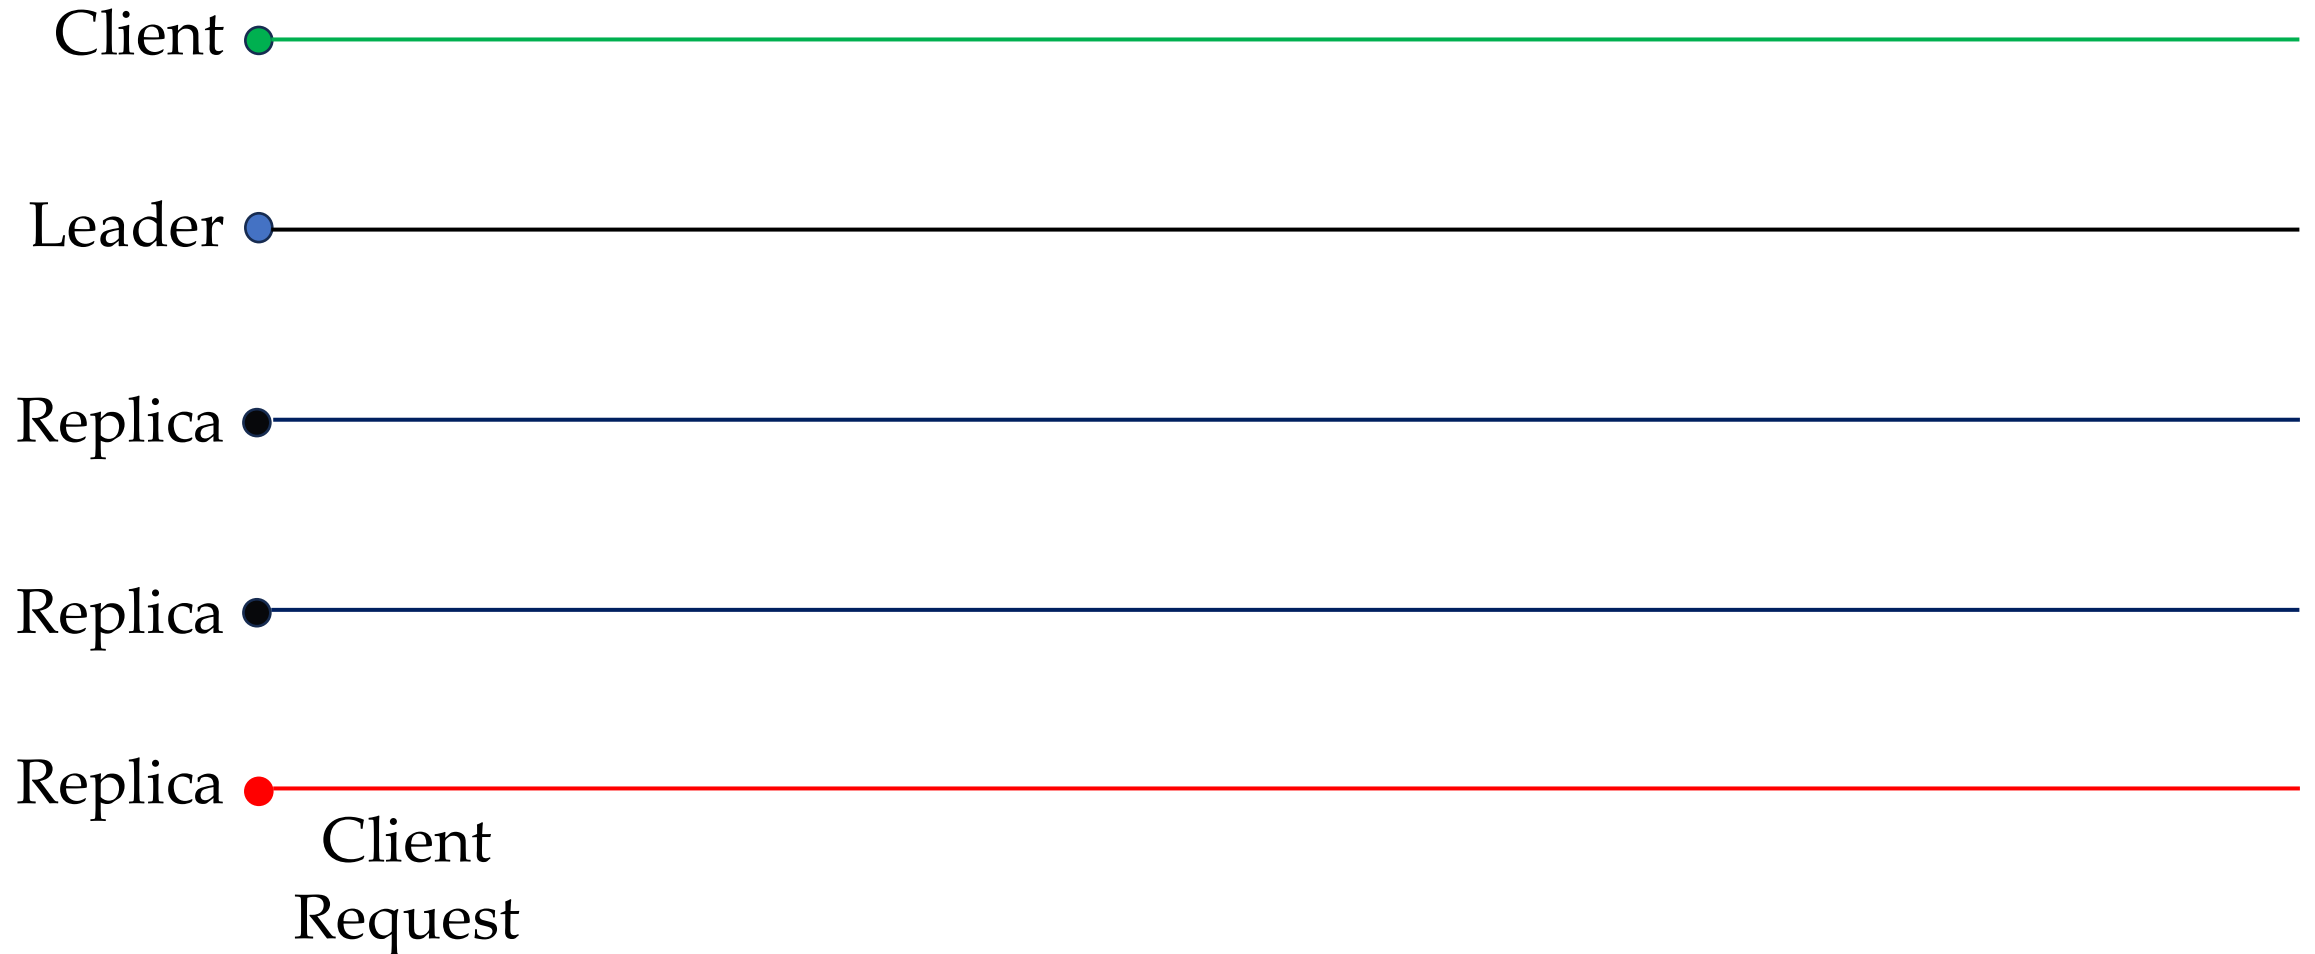 Client
Leader
Replica
Replica
Replica
Client
Request